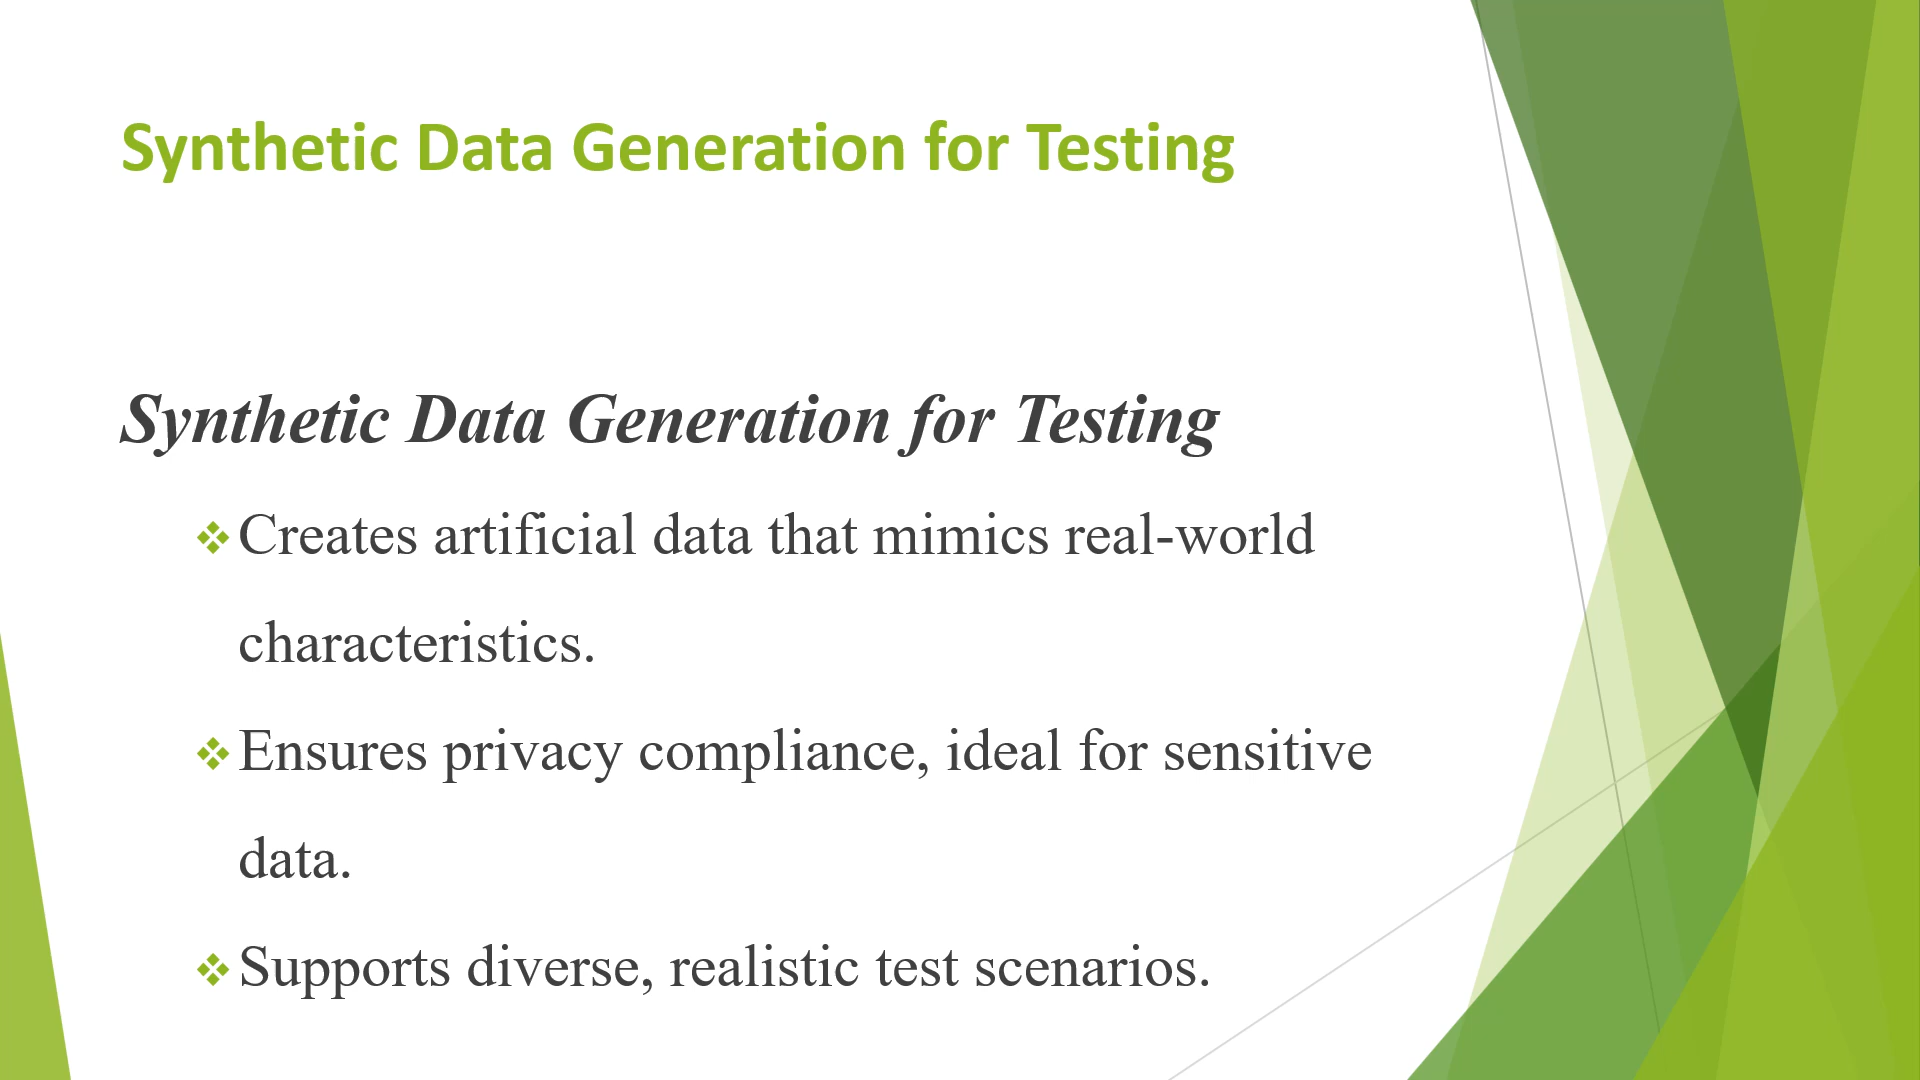 Synthetic Data Generation for Testing
Synthetic Data Generation for Testing
Creates artificial data that mimics real-world
characteristics.
Ensures privacy compliance, ideal for sensitive
data.
Supports diverse, realistic test scenarios.